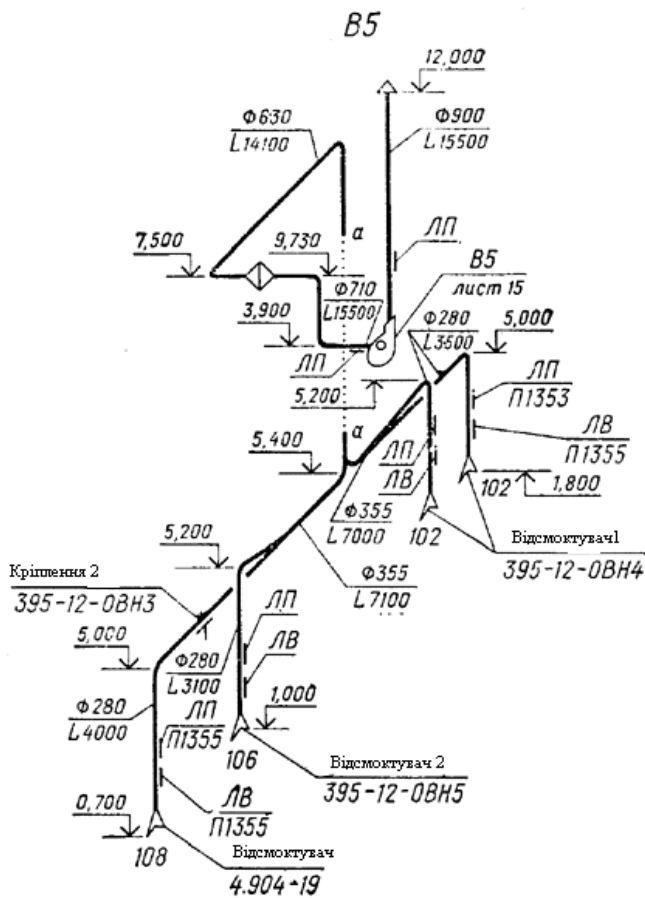 В5
12,000
Ф630
L14100
Ф900
L15500
а
ЛП
7,500
9,730
В5
лист 15
Ф710
L15500
3,900
Ф280
L3500
5,000
ЛП
5,200
ЛП
П1353
а
ЛП
ЛВ
П1355
5,400
ЛВ
102
1,800
Ф355
L7000
102
5,200
Відсмоктувач1
395-12-ОВН4
Кріплення 2
395-12-ОВН3
Ф355
L7100
5,000
ЛП
Ф280
L3100
ЛВ
Ф280
L4000
ЛП
П1355
1,000
106
Відсмоктувач 2
395-12-ОВН5
0,700
ЛВ
П1355
108
Відсмоктувач
4.904-19